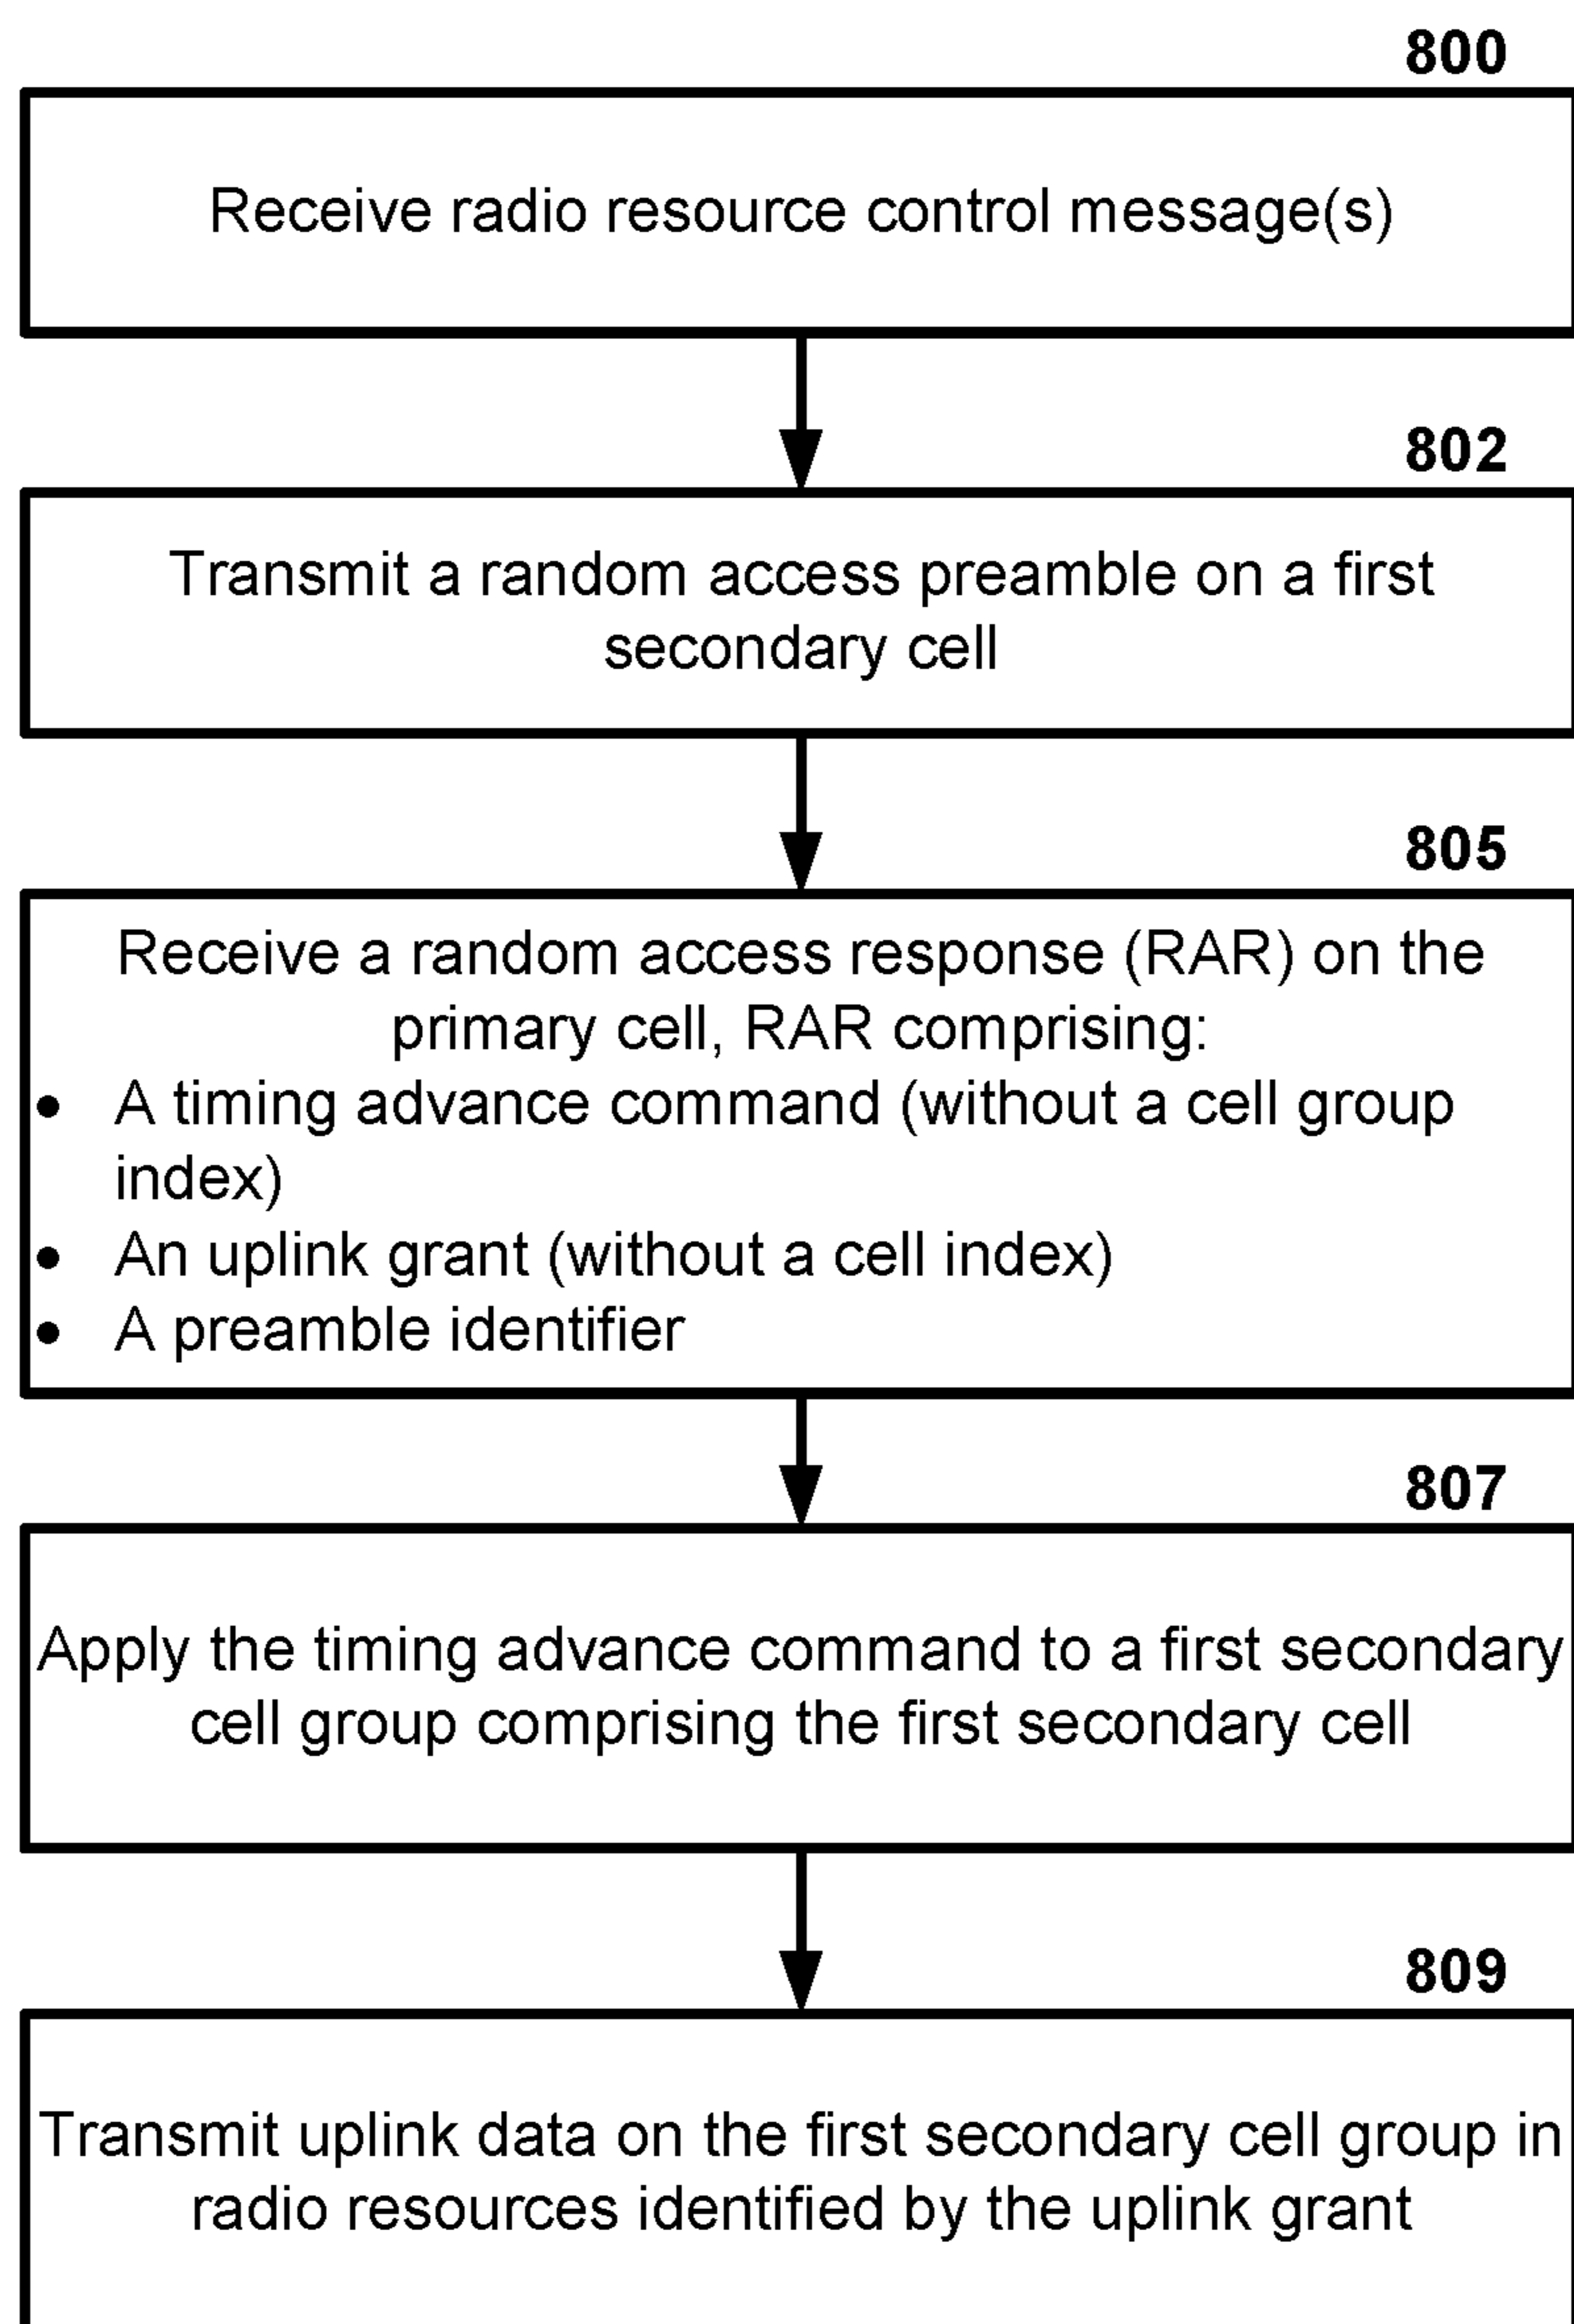 800
Receive radio resource control message(s)
802
Transmit a random access preamble on a first
secondary cell
805
Receive a random access response (RAR) on the
primary cell, RAR comprising:
• A timing advance command (without a cell group
index)
• An uplink grant (without a cell index)
• A preamble identifier
807
Apply the timing advance command to a first secondary
cell group comprising the first secondary cell
809
Transmit uplink data on the first secondary cell group in
radio resources identified by the uplink grant